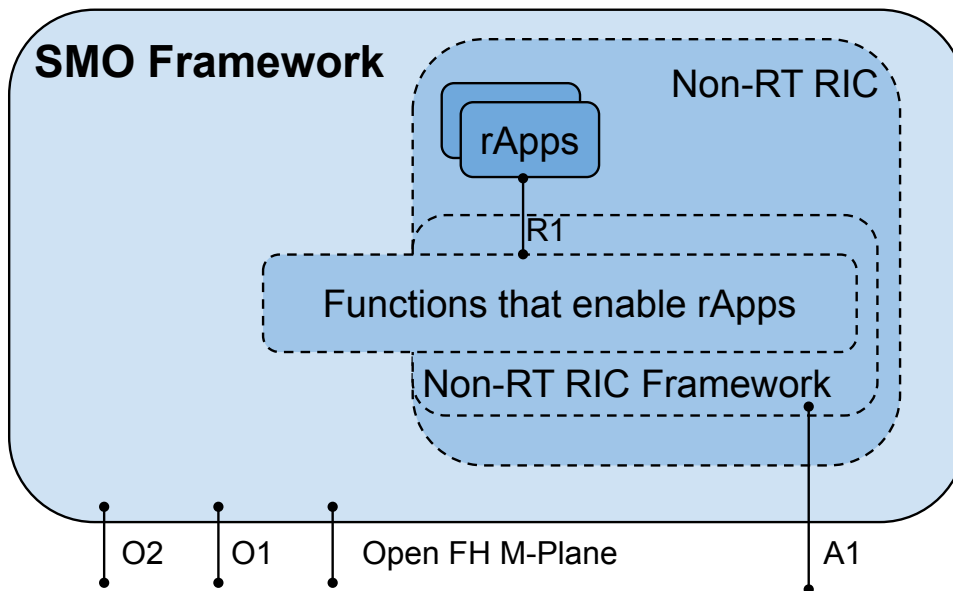 SMO Framework
Non-RT RIC
rApps
R1
Functions that enable rApps
Non-RT RIC Framework
O2
O1
Open FH M-Plane
A1